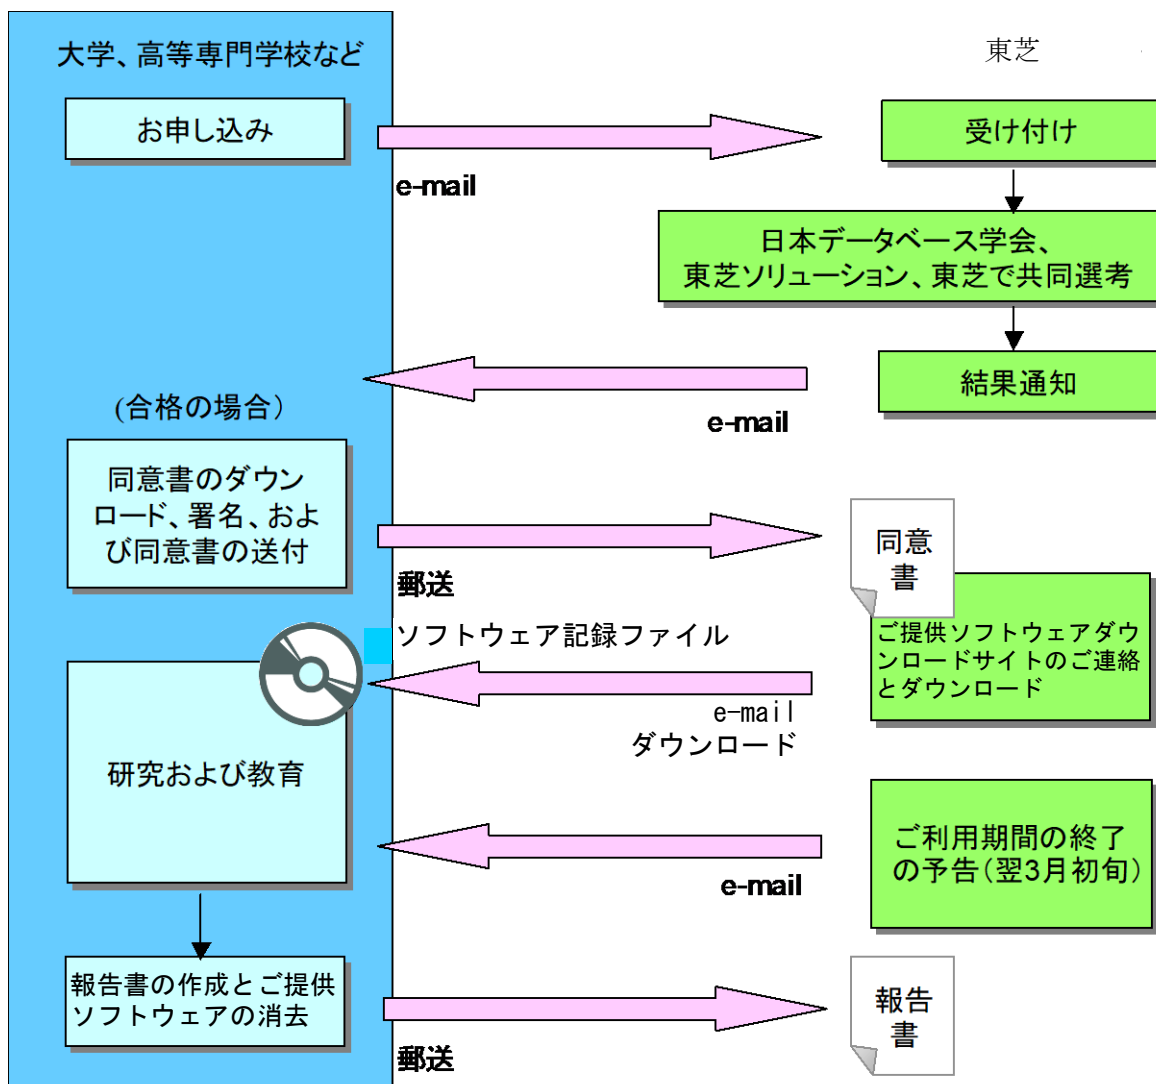 大学、高等専門学校など
東芝
お申し込み
受け付け
e-mail
日本データベース学会、
東芝ソリューション、東芝で共同選考
結果通知
e-mail
(合格の場合)
同意書のダウン
ロード、署名、およ
び同意書の送付
同意
書
郵送
ソフトウェア記録ファイル
ご提供ソフトウェアダウ
ンロードサイトのご連絡
とダウンロード
e-mail
ダウンロード
研究および教育
ご利用期間の終了
の予告(翌3月初旬)
e-mail
報告書の作成とご提供
ソフトウェアの消去
報告
書
郵送